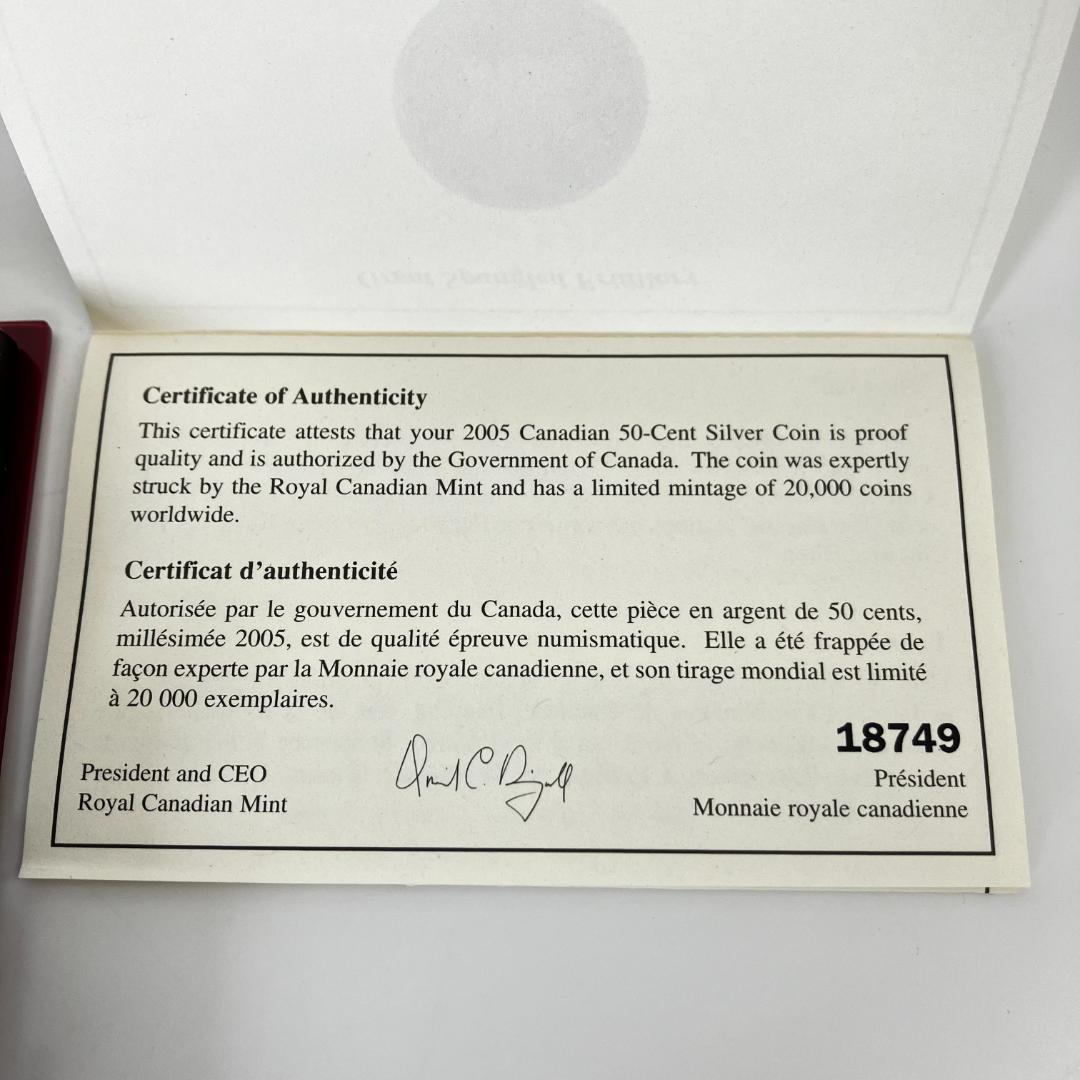 Great Spangled Fritillary
Certificate of Authenticity
This certificate attests that your 2005 Canadian 50-Cent Silver Coin is proof
quality and is authorized by the Government of Canada. The coin was expertly
struck by the Royal Canadian Mint and has a limited mintage of 20,000 coins
worldwide.
Certificat d'authenticité
Autorisée par le gouvernement du Canada, cette pièce en argent de 50 cents,
millésimée 2005, est de qualité épreuve numismatique. Elle a été frappée de
façon experte par la Monnaie royale canadienne, et son tirage mondial est limité
à 20 000 exemplaires.
18749
President and CEO
Royal Canadian Mint
Président
Monnaie royale canadienne